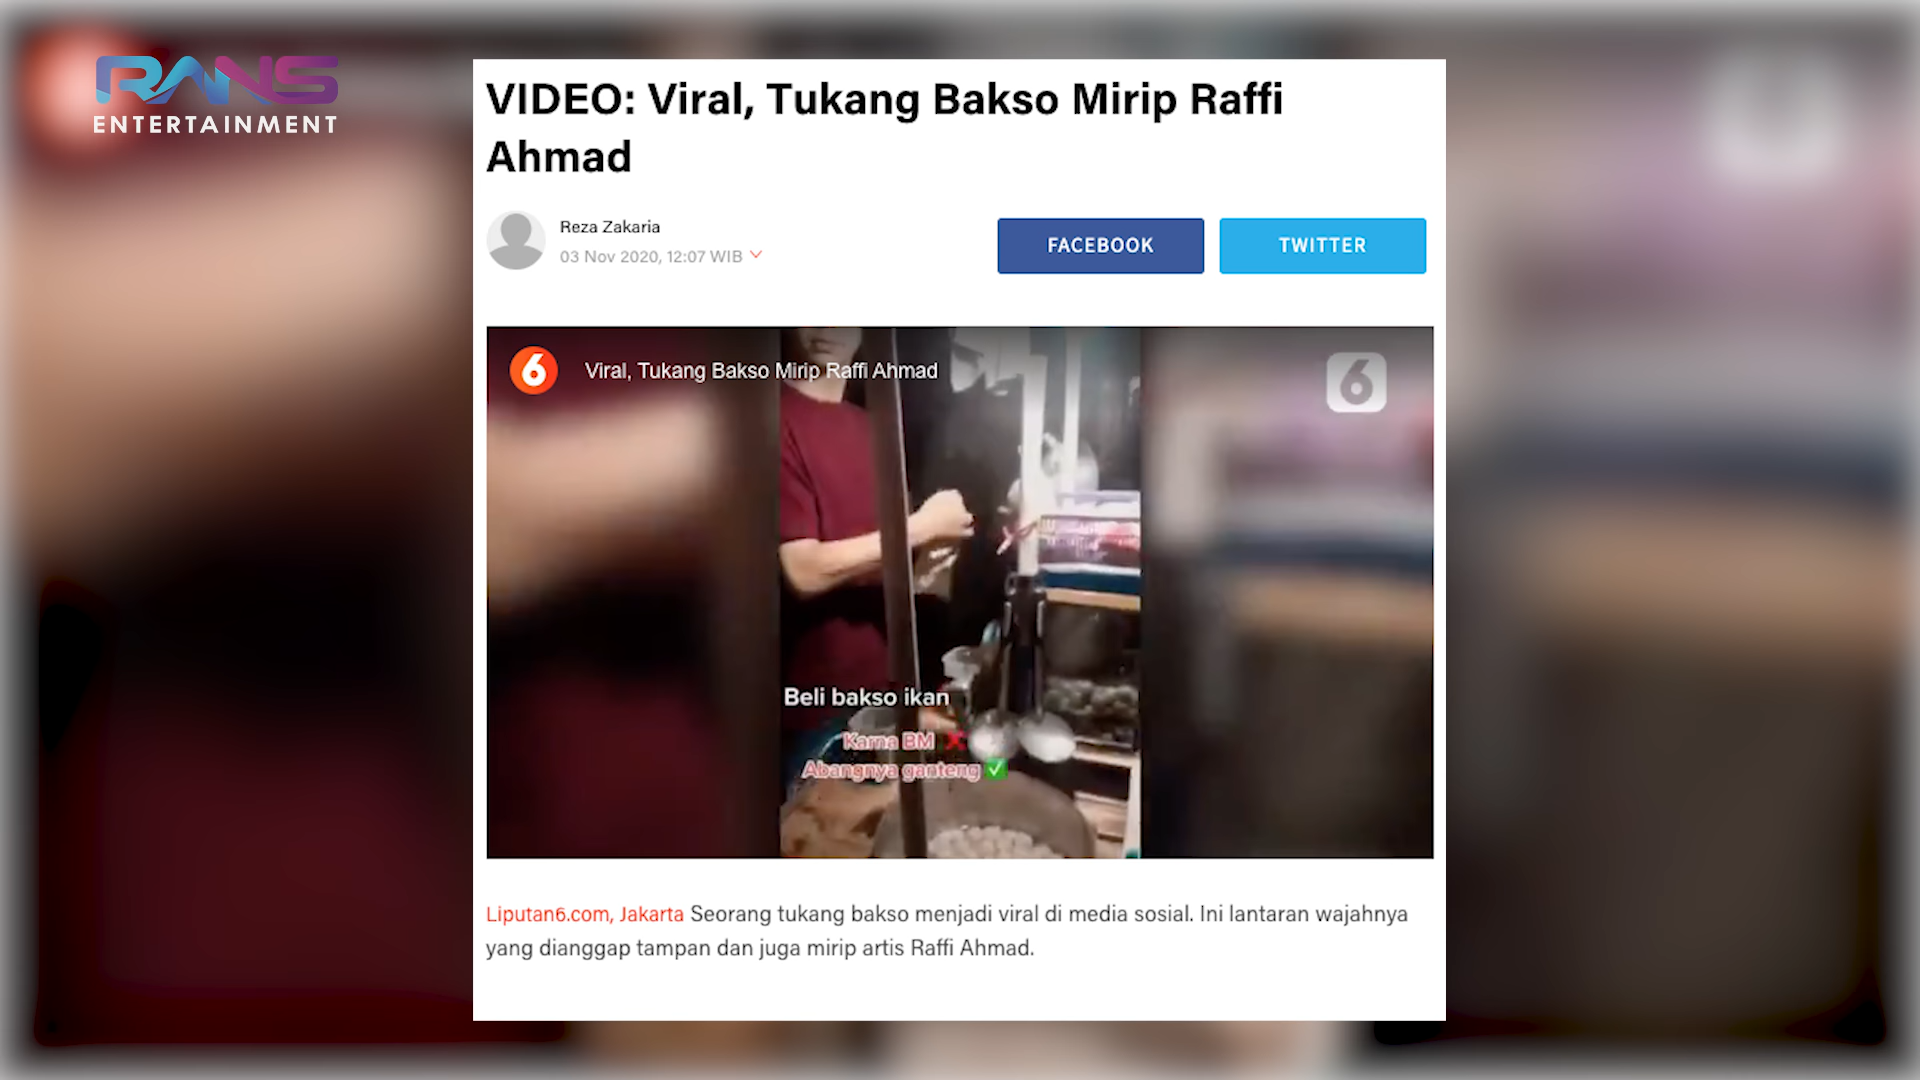 RANS
ENTERTAINMENT
VIDEO: Viral, Tukang Bakso Mirip Raffi
Ahmad
Reza Zakaria
03 Nov 2020, 12:07 WIB
FACEBOOK
TWITTER
6
Viral, Tukang Bakso Mirip Raffi Ahmad
6
Beli bakso ikan
Karna BM ❌
Abangnya ganteng ✅
Liputan6.com, Jakarta Seorang tukang bakso menjadi viral di media sosial. Ini lantaran wajahnya
yang dianggap tampan dan juga mirip artis Raffi Ahmad.